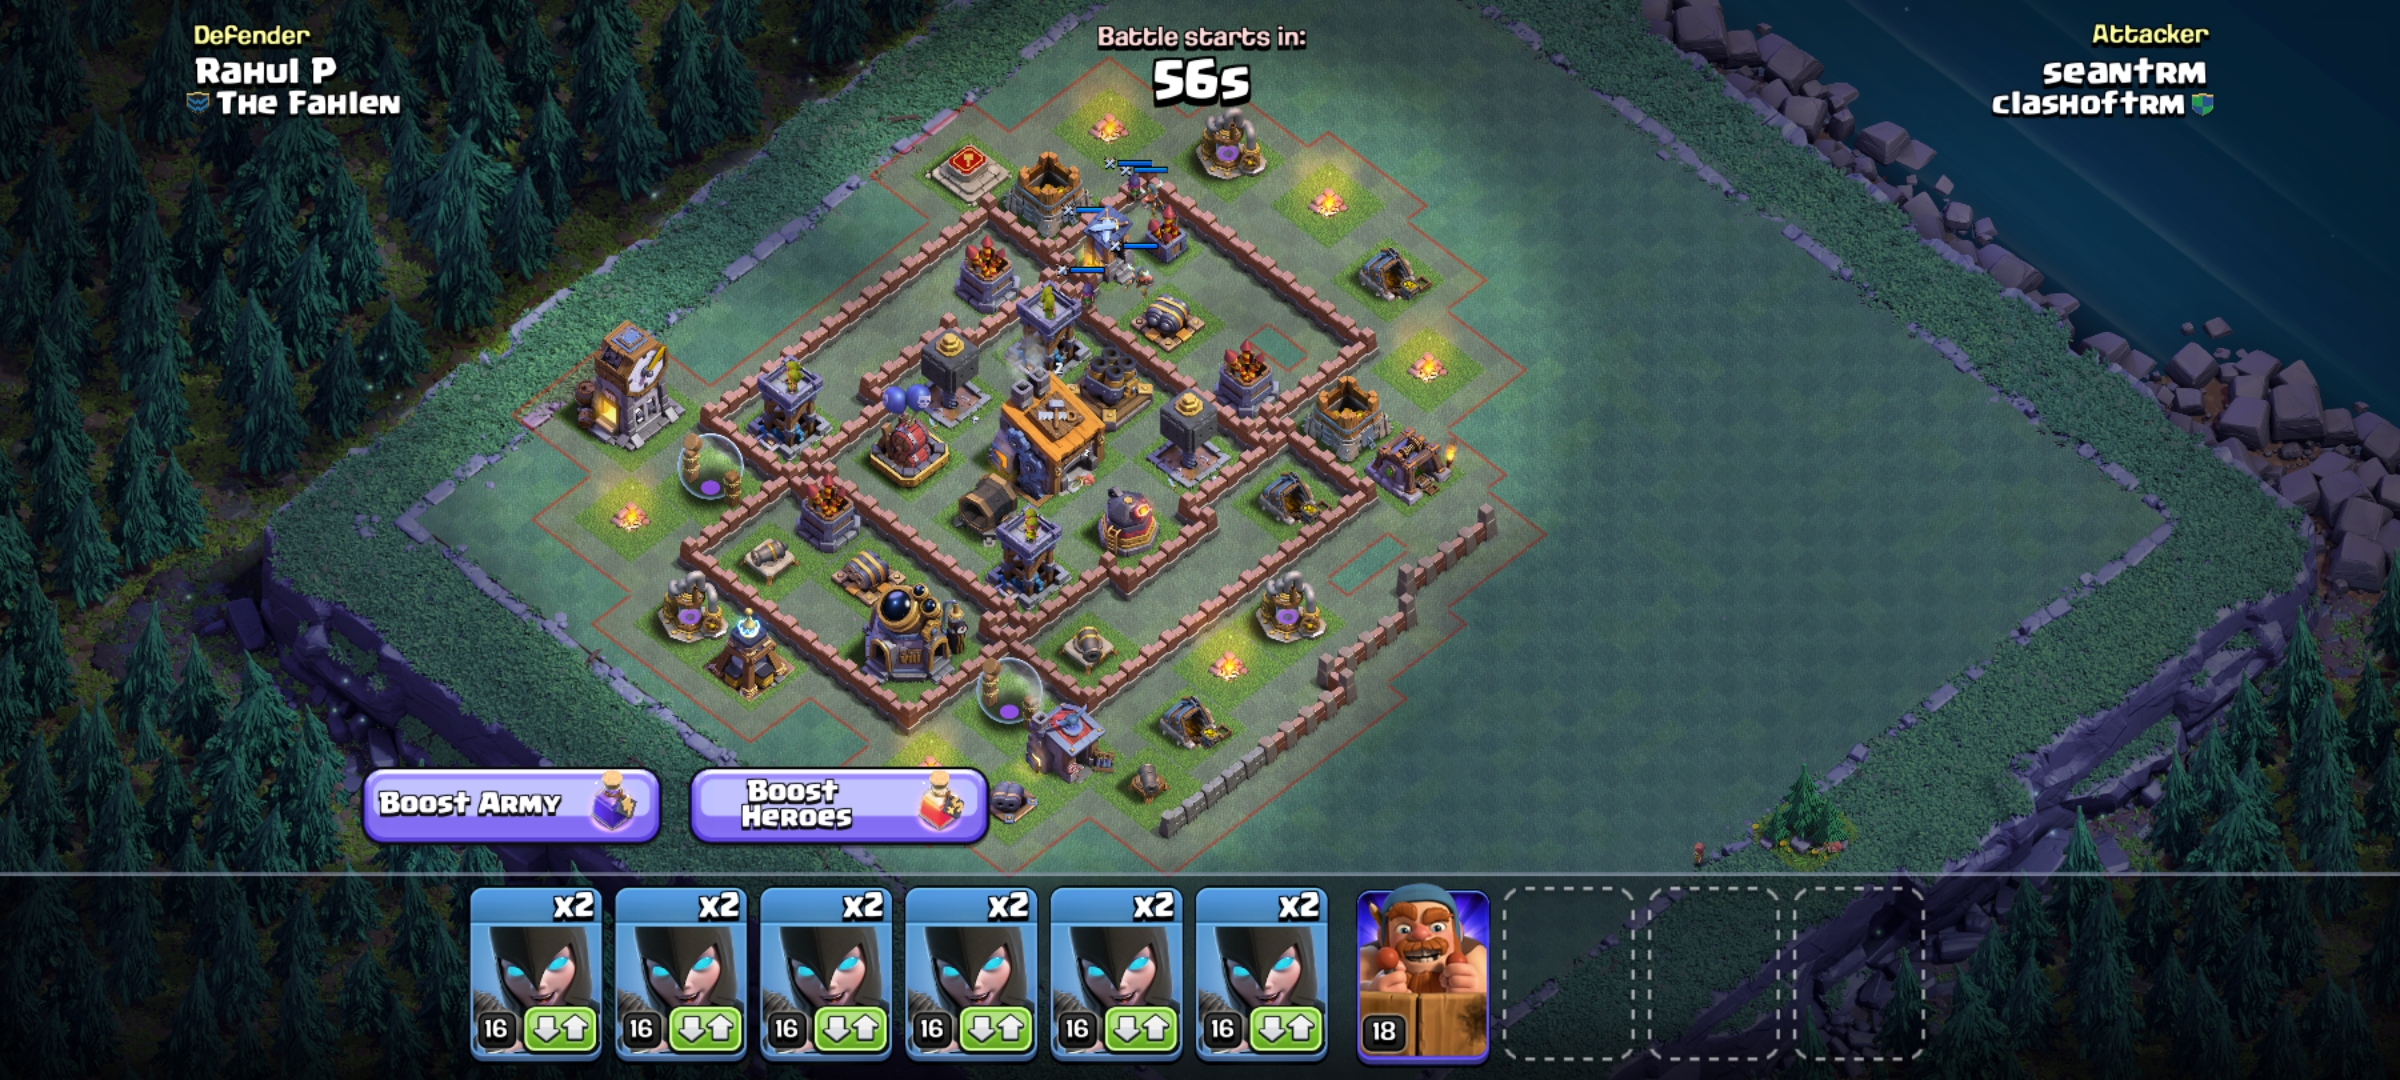 Defender
Rahul P
The Fahlen
Battle starts in:
56s
Attacker
seantRM
clashoftRM
Boost Army
Boost
Heroes
x2
x2
x2
x2
x2
x2
16
16
16
16
16
16
18